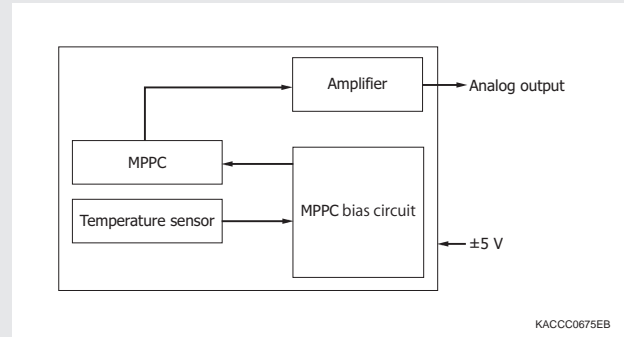 Amplifier
Analog output
MPPC
MPPC bias circuit
Temperature sensor
±5 V
KACCC0675EB